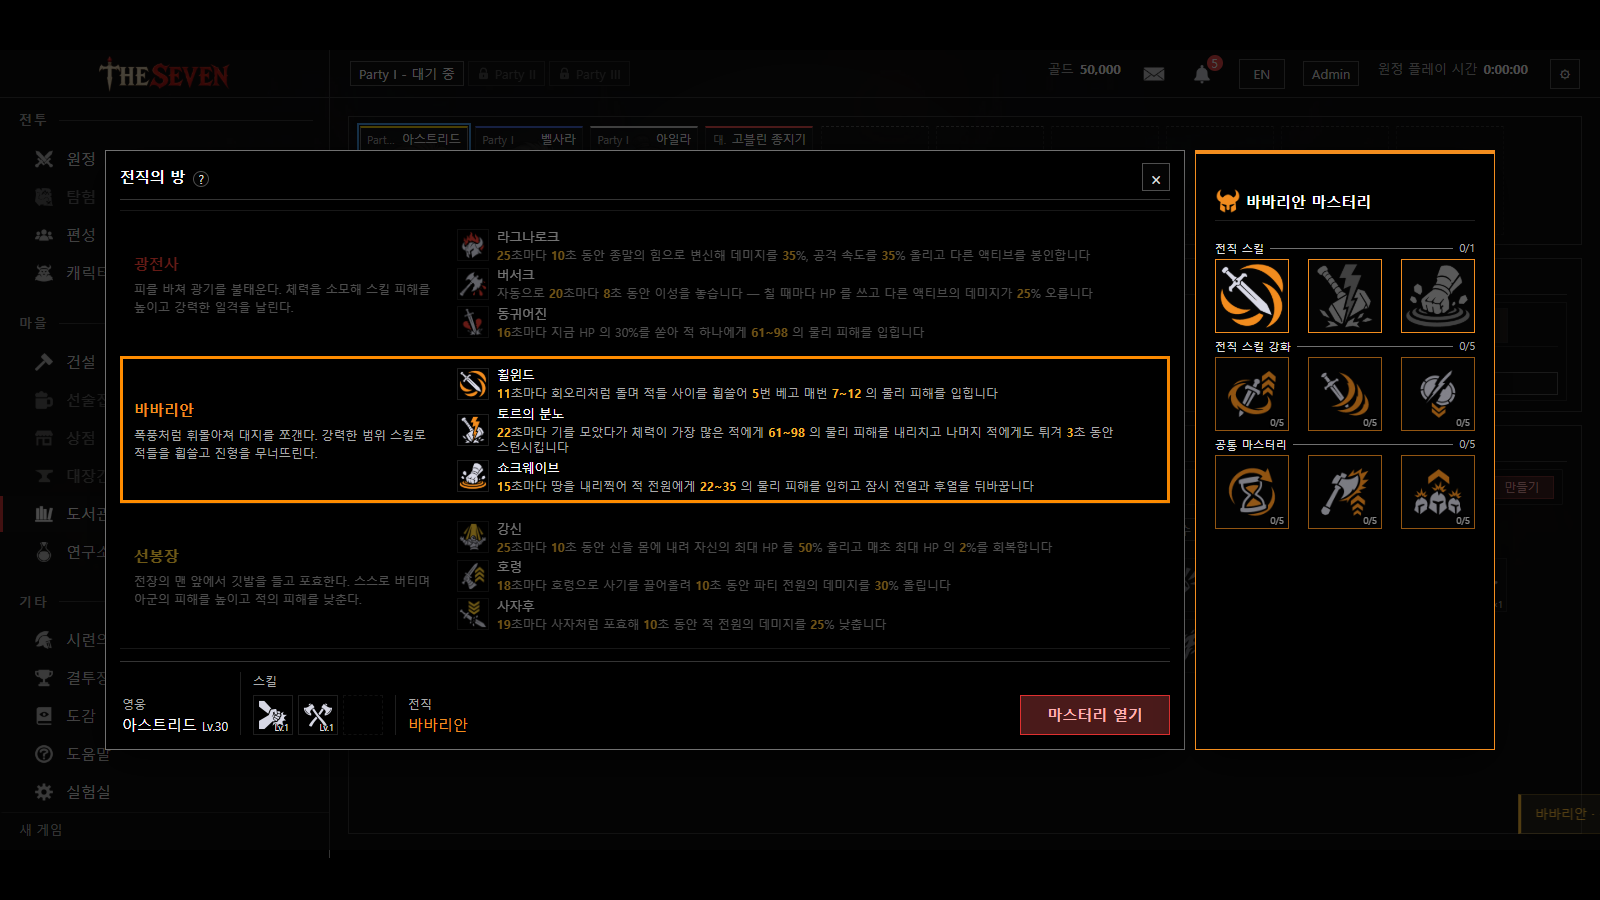 THE SEVEN
Party I - 대기 중
Party II
Party III
골드 50,000
5
EN
Admin
원정 플레이 시간 0:00:00
전투
원정
탐험
편성
캐릭터
마을
건설
상점
도서관
연구소
기타
시련의
결투장
도감
도움말
실험실
새 게임
Part... 아스트리드
Party I 벨사라
Party I 아일라
대. 고블린 종지기
전직의 방 ?
×
광전사
피를 바쳐 광기를 불태운다. 체력을 소모해 스킬 피해를
높이고 강력한 일격을 날린다.
라그나로크
25초마다 10초 동안 종말의 힘으로 변신해 데미지를 35%, 공격 속도를 35% 올리고 다른 액티브를 봉인합니다
버서크
자동으로 20초마다 8초 동안 이성을 놓습니다 — 칠 때마다 HP 를 쓰고 다른 액티브의 데미지가 25% 오릅니다
동귀어진
16초마다 지금 HP 의 30%를 쏟아 적 하나에게 61~98 의 물리 피해를 입힙니다
바바리안
폭풍처럼 휘몰아쳐 대지를 쪼갠다. 강력한 범위 스킬로
적들을 휩쓸고 진형을 무너뜨린다.
휠윈드
11초마다 회오리처럼 돌며 적들 사이를 휩쓸어 5번 베고 매번 7~12 의 물리 피해를 입힙니다
토르의 분노
22초마다 기를 모았다가 체력이 가장 많은 적에게 61~98 의 물리 피해를 내리치고 나머지 적에게도 튀겨 3초 동안
스턴시킵니다
쇼크웨이브
15초마다 땅을 내리찍어 적 전원에게 22~35 의 물리 피해를 입히고 잠시 전열과 후열을 뒤바꿉니다
선봉장
전장의 맨 앞에서 깃발을 들고 포효한다. 스스로 버티며
아군의 피해를 높이고 적의 피해를 낮춘다.
강신
25초마다 10초 동안 신을 몸에 내려 자신의 최대 HP 를 50% 올리고 매초 최대 HP 의 2%를 회복합니다
호령
18초마다 호령으로 사기를 끌어올려 10초 동안 파티 전원의 데미지를 30% 올립니다
사자후
19초마다 사자처럼 포효해 10초 동안 적 전원의 데미지를 25% 낮춥니다
영웅
아스트리드 Lv.30
스킬
Lv.1
Lv.1
전직
바바리안
마스터리 열기
바바리안 마스터리
전직 스킬 0/1
전직 스킬 강화 0/5
0/5
0/5
0/5
공통 마스터리 0/5
0/5
0/5
0/5
만들기
바바리안 -